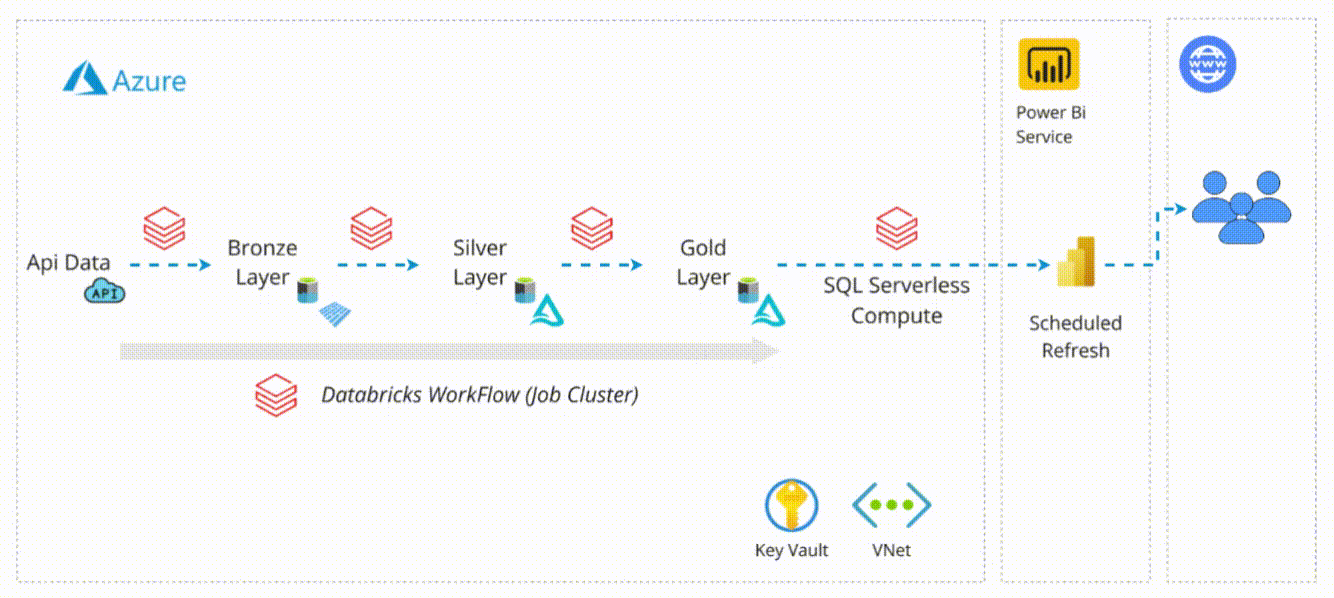 Azure
Api Data
API
Bronze
Layer
Silver
Layer
Gold
Layer
SQL Serverless
Compute
Databricks WorkFlow (Job Cluster)
Key Vault
VNet
Power Bi
Service
Scheduled
Refresh
www